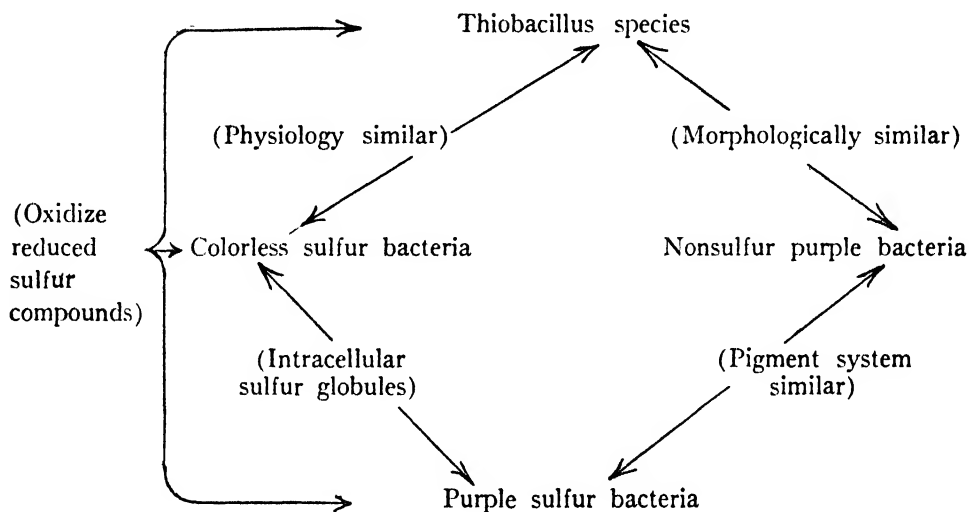 Thiobacillus species
(Physiology similar)
(Morphologically similar)
(Oxidize
reduced
sulfur
compounds)
Colorless sulfur bacteria
Nonsulfur purple bacteria
(Intracellular
sulfur globules)
(Pigment system
similar)
Purple sulfur bacteria